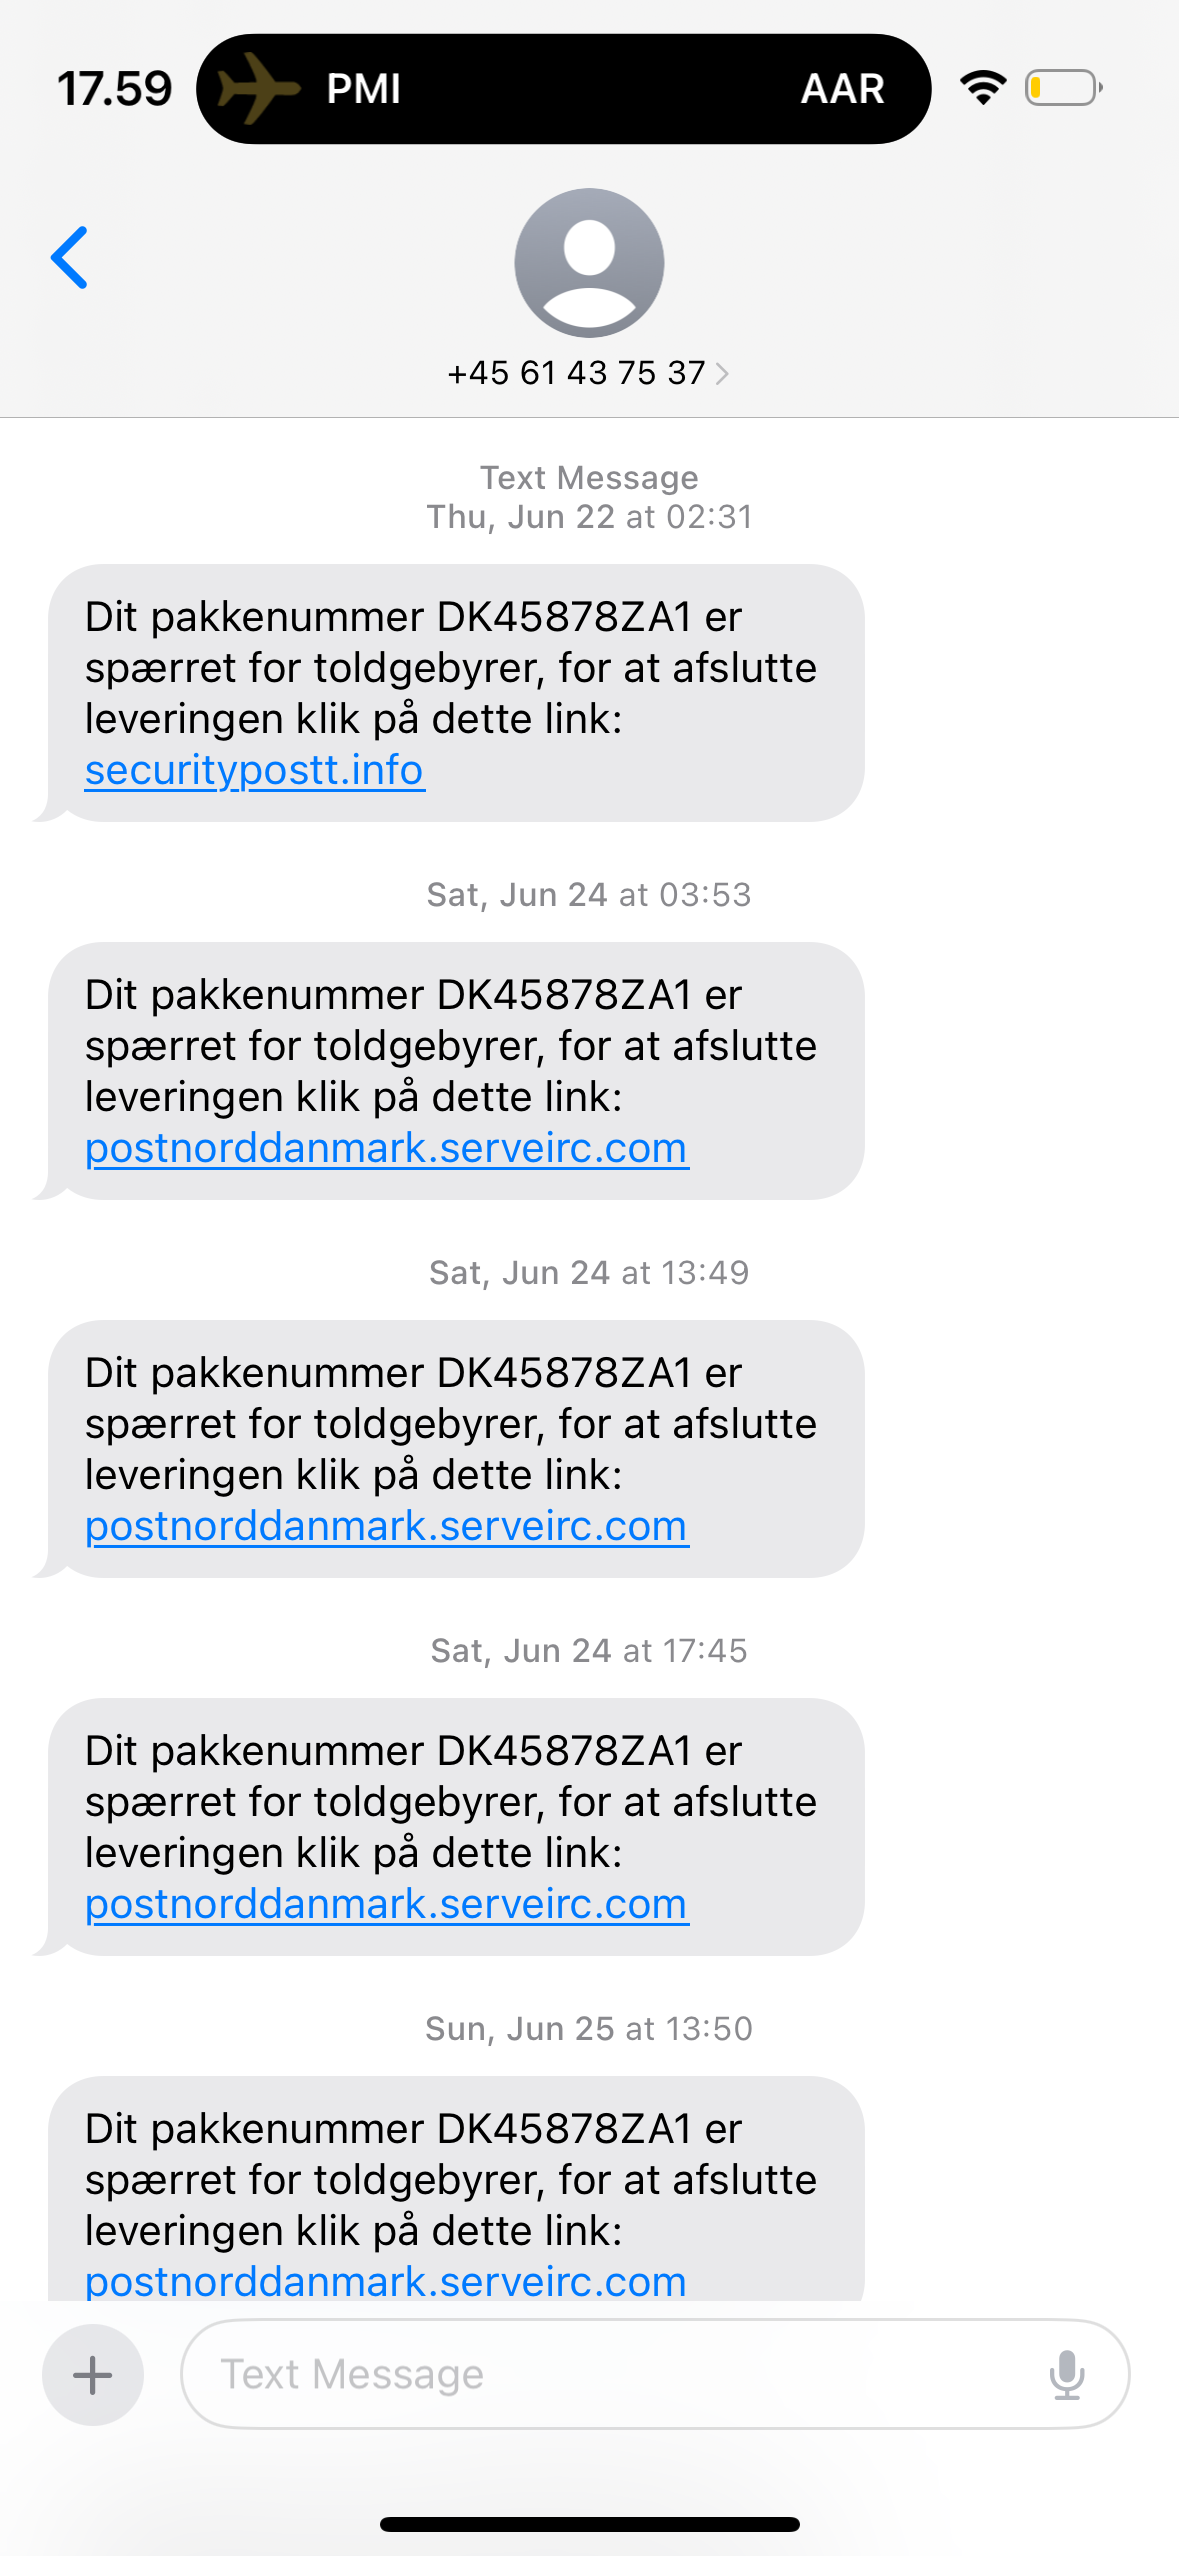 17.59 PMI AAR
+45 61 43 75 37
Text Message
Thu, Jun 22 at 02:31
Dit pakkenummer DK45878ZA1 er
spærret for toldgebyrer, for at afslutte
leveringen klik på dette link:
securitypostt.info
Sat, Jun 24 at 03:53
Dit pakkenummer DK45878ZA1 er
spærret for toldgebyrer, for at afslutte
leveringen klik på dette link:
postnorddanmark.serveirc.com
Sat, Jun 24 at 13:49
Dit pakkenummer DK45878ZA1 er
spærret for toldgebyrer, for at afslutte
leveringen klik på dette link:
postnorddanmark.serveirc.com
Sat, Jun 24 at 17:45
Dit pakkenummer DK45878ZA1 er
spærret for toldgebyrer, for at afslutte
leveringen klik på dette link:
postnorddanmark.serveirc.com
Sun, Jun 25 at 13:50
Dit pakkenummer DK45878ZA1 er
spærret for toldgebyrer, for at afslutte
leveringen klik på dette link:
postnorddanmark.serveirc.com
Text Message